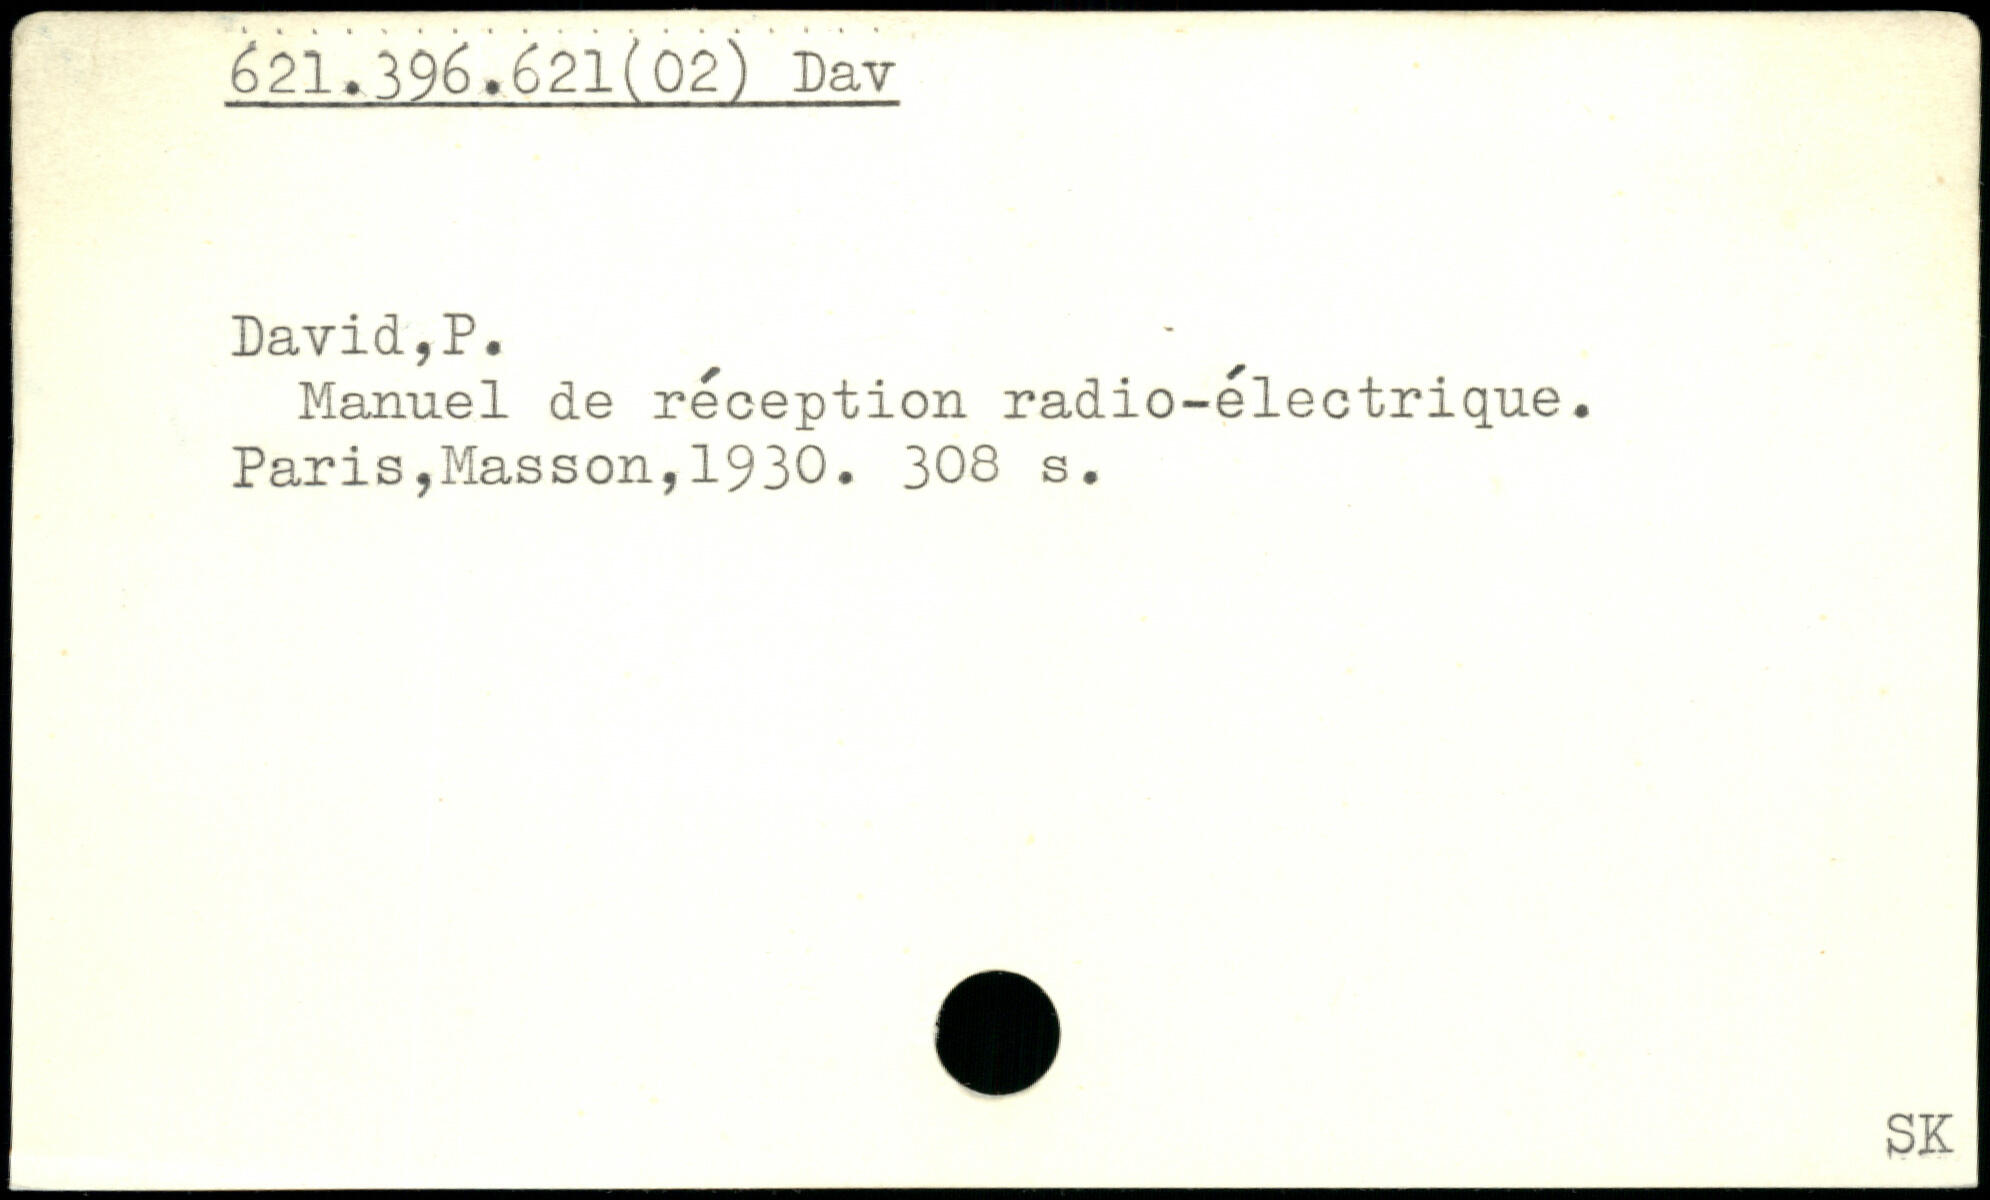 621.396.621(02) Dav
David,P.
Manuel de réception radio-électrique.
Paris,Masson,1930. 308 s.
SK